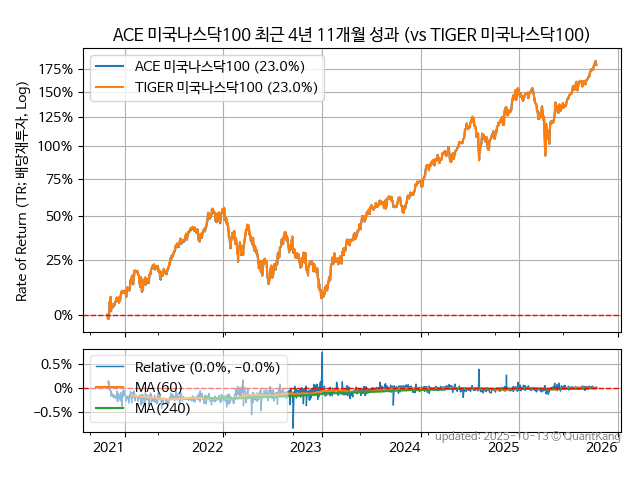 ACE 미국나스닥100 최근 4년 11개월 성과 (vs TIGER 미국나스닥100)
Rate of Return (TR: 배당재투자, Log)
175%
150%
125%
100%
75%
50%
25%
0%
ACE 미국나스닥100 (23.0%)
TIGER 미국나스닥100 (23.0%)
0.5%
0%
−0.5%
Relative (0.0%, −0.0%)
MA(60)
MA(240)
updated: 2025-10-13 © QuantKang
2021
2022
2023
2024
2025
2026